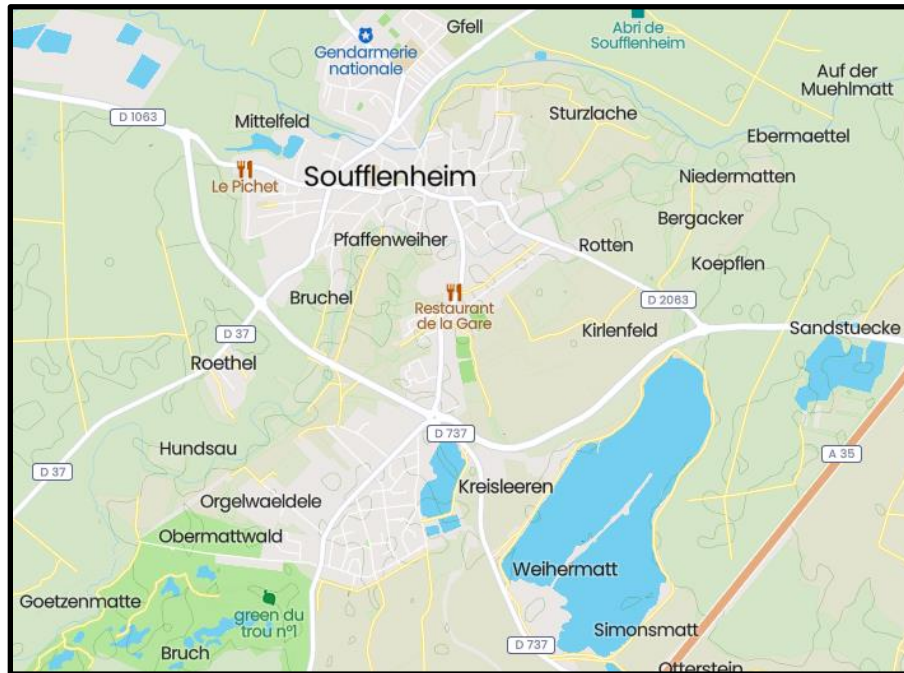 Gfell
Abri de
Soufflenheim
Gendarmerie
nationale
Auf der
Muehlmatt
D 1063
Mittelfeld
Sturzlache
Ebermaettel
Le Pichet
Soufflenheim
Niedermatten
Bergacker
Pfaffenweiher
Rotten
Koepflen
Bruchel
Restaurant
de la Gare
D 2063
D 37
Kirlenfeld
Sandstuecke
Roethel
Hundsau
D 737
D 37
A 35
Orgelwaeldele
Kreisleeren
Obermattwald
Weihermatt
Goetzenmatte
green du
trou n°1
Simonsmatt
Bruch
D 737
Otterstein